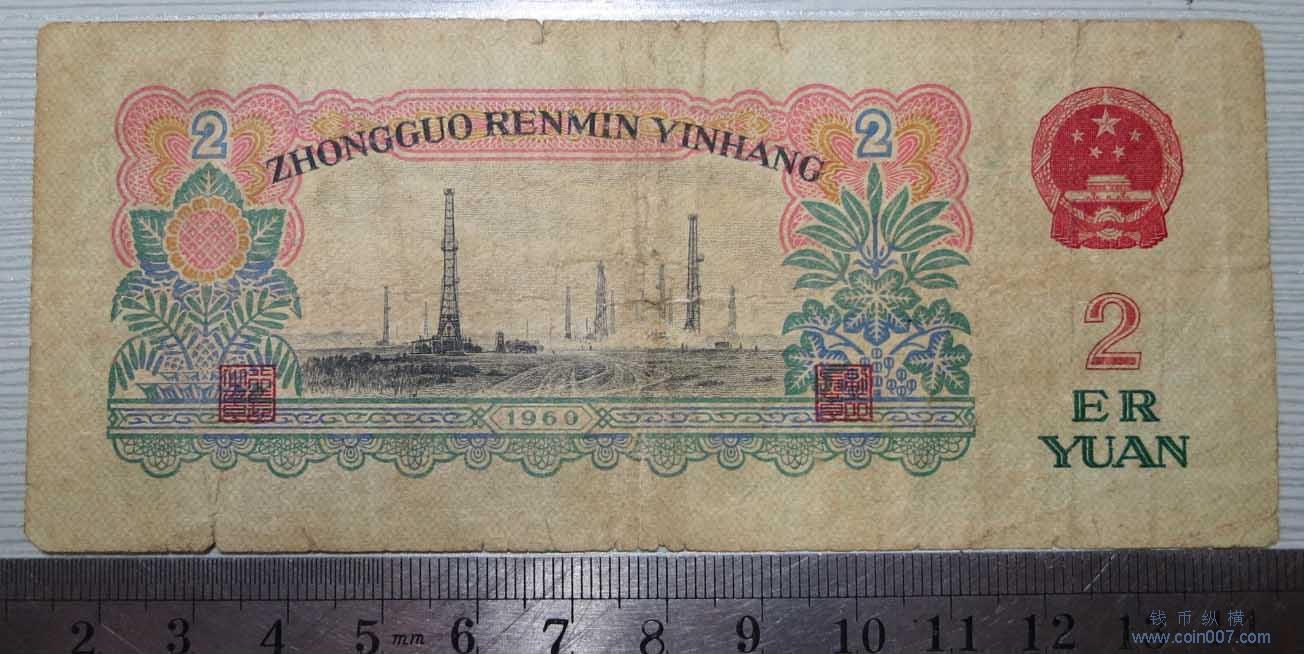 2
2
ZHONGGUO RENMIN YINHANG
1960
2
ER
YUAN
2 3 4 5 mm 6 7 8 9 10 11 12 13
钱币纵横
www.coin007.com